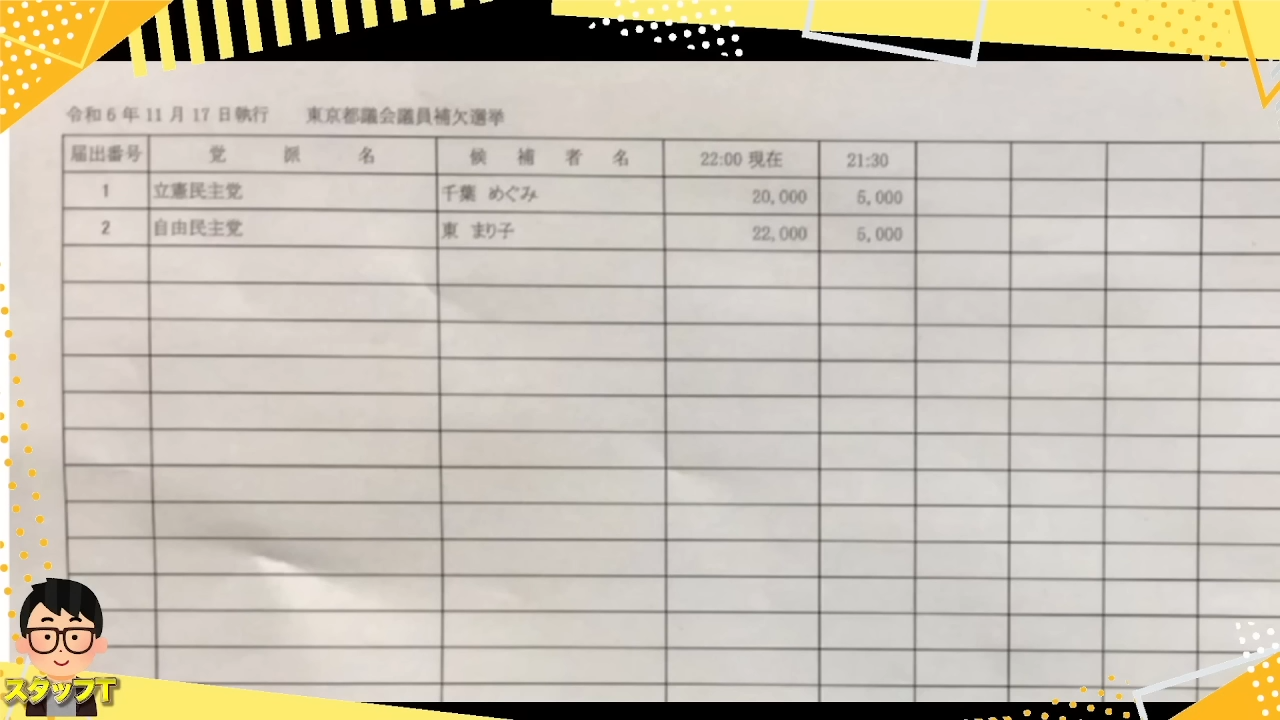 令和6年11月17日執行 東京都議会議員補欠選挙
届出番号 党派名 候補者名 22:00 現在 21:30
1 立憲民主党 千葉 めぐみ 20,000 5,000
2 自由民主党 東 まり子 22,000 5,000
スタッフT